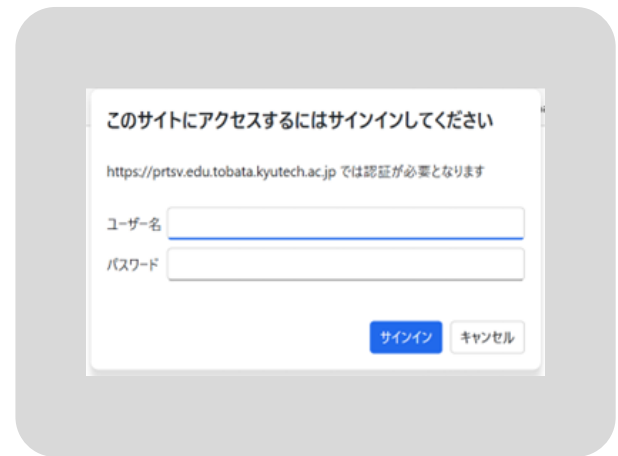 このサイトにアクセスするにはサインインしてください
https://prtsv.edu.tobata.kyutech.ac.jp では認証が必要となります
ユーザー名
パスワード
サインイン キャンセル